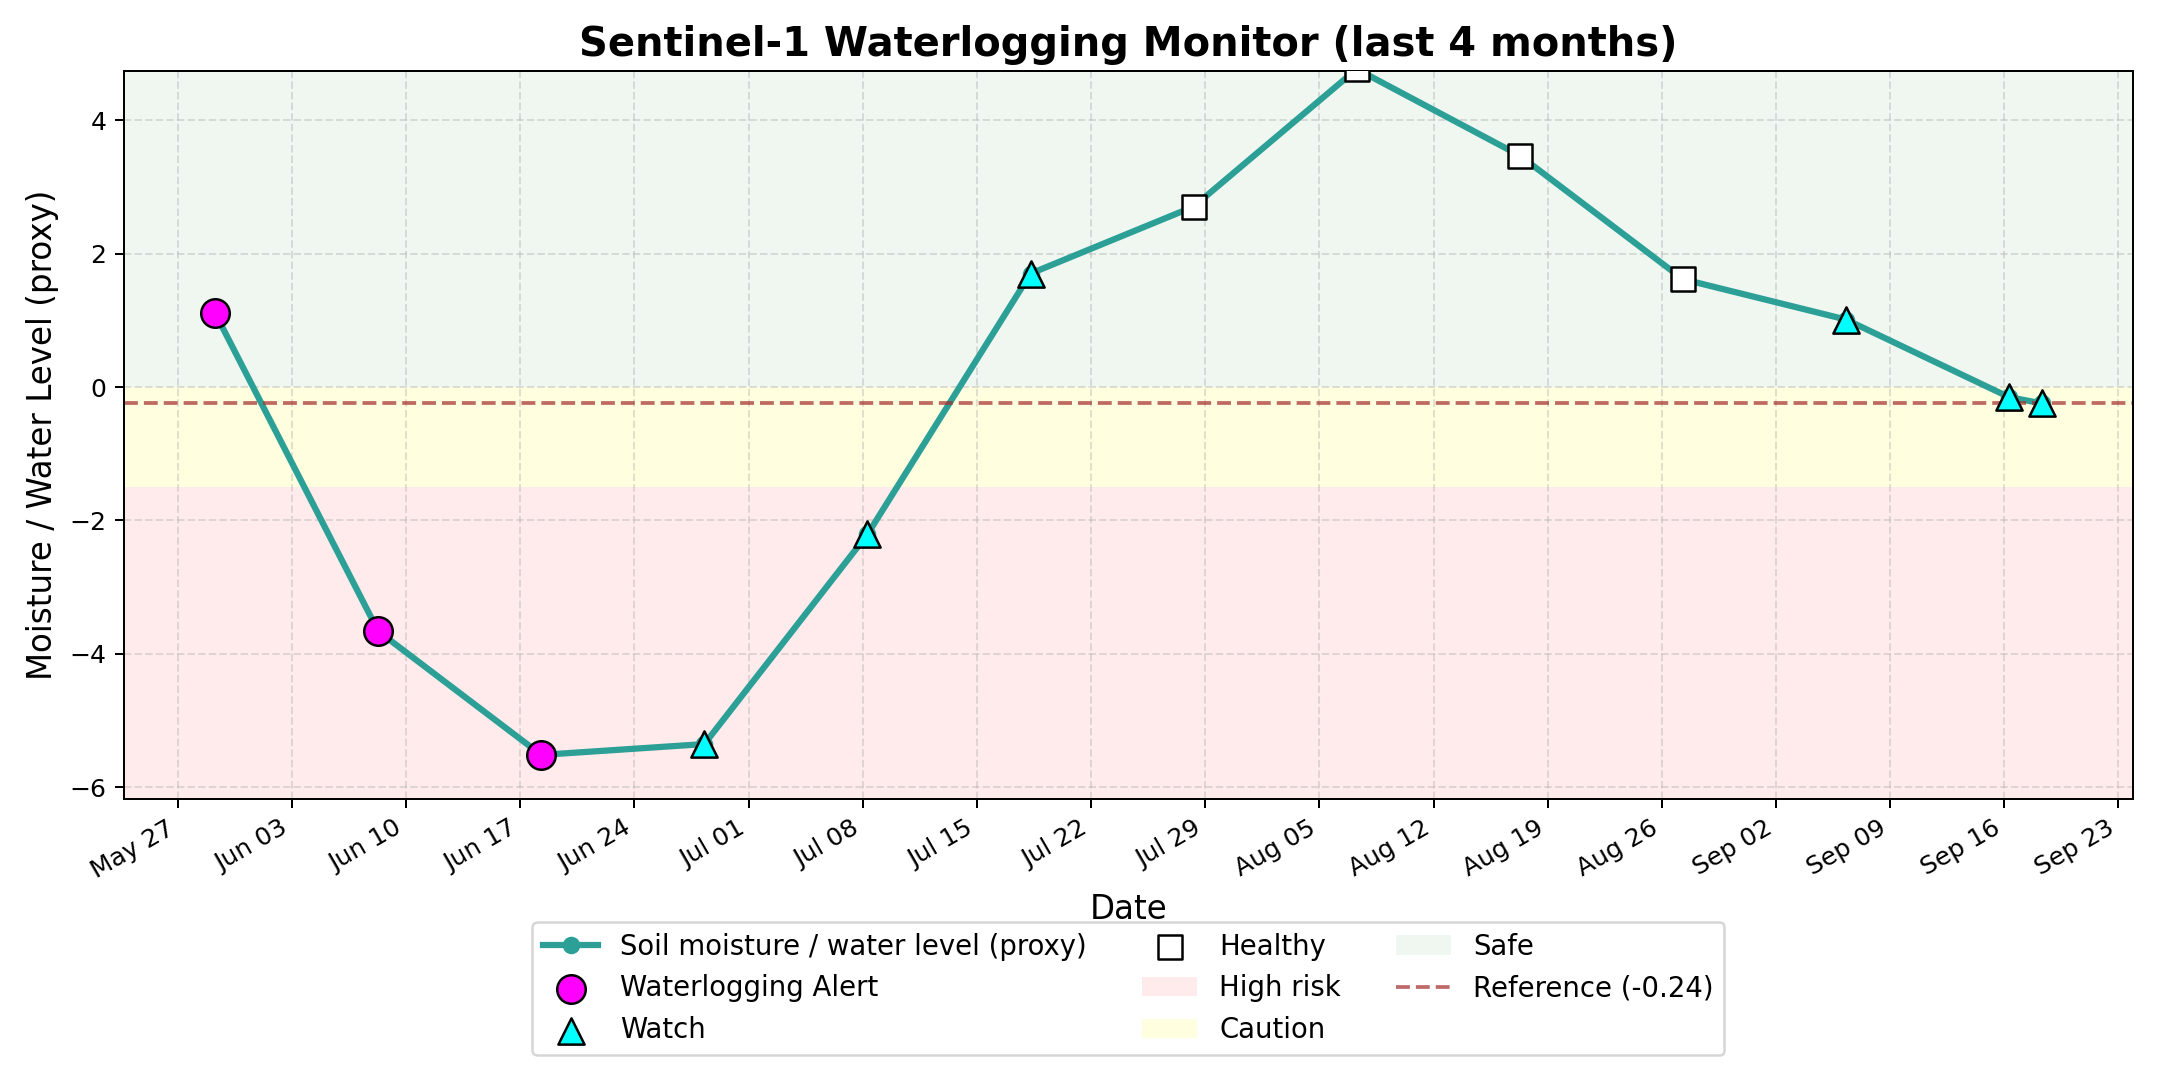 Sentinel-1 Waterlogging Monitor (last 4 months)
Moisture / Water Level (proxy)
4
2
0
−2
−4
−6
May 27
Jun 03
Jun 10
Jun 17
Jun 24
Jul 01
Jul 08
Jul 15
Jul 22
Jul 29
Aug 05
Aug 12
Aug 19
Aug 26
Sep 02
Sep 09
Sep 16
Sep 23
Date
Soil moisture / water level (proxy)
Waterlogging Alert
Watch
Healthy
High risk
Caution
Safe
Reference (-0.24)